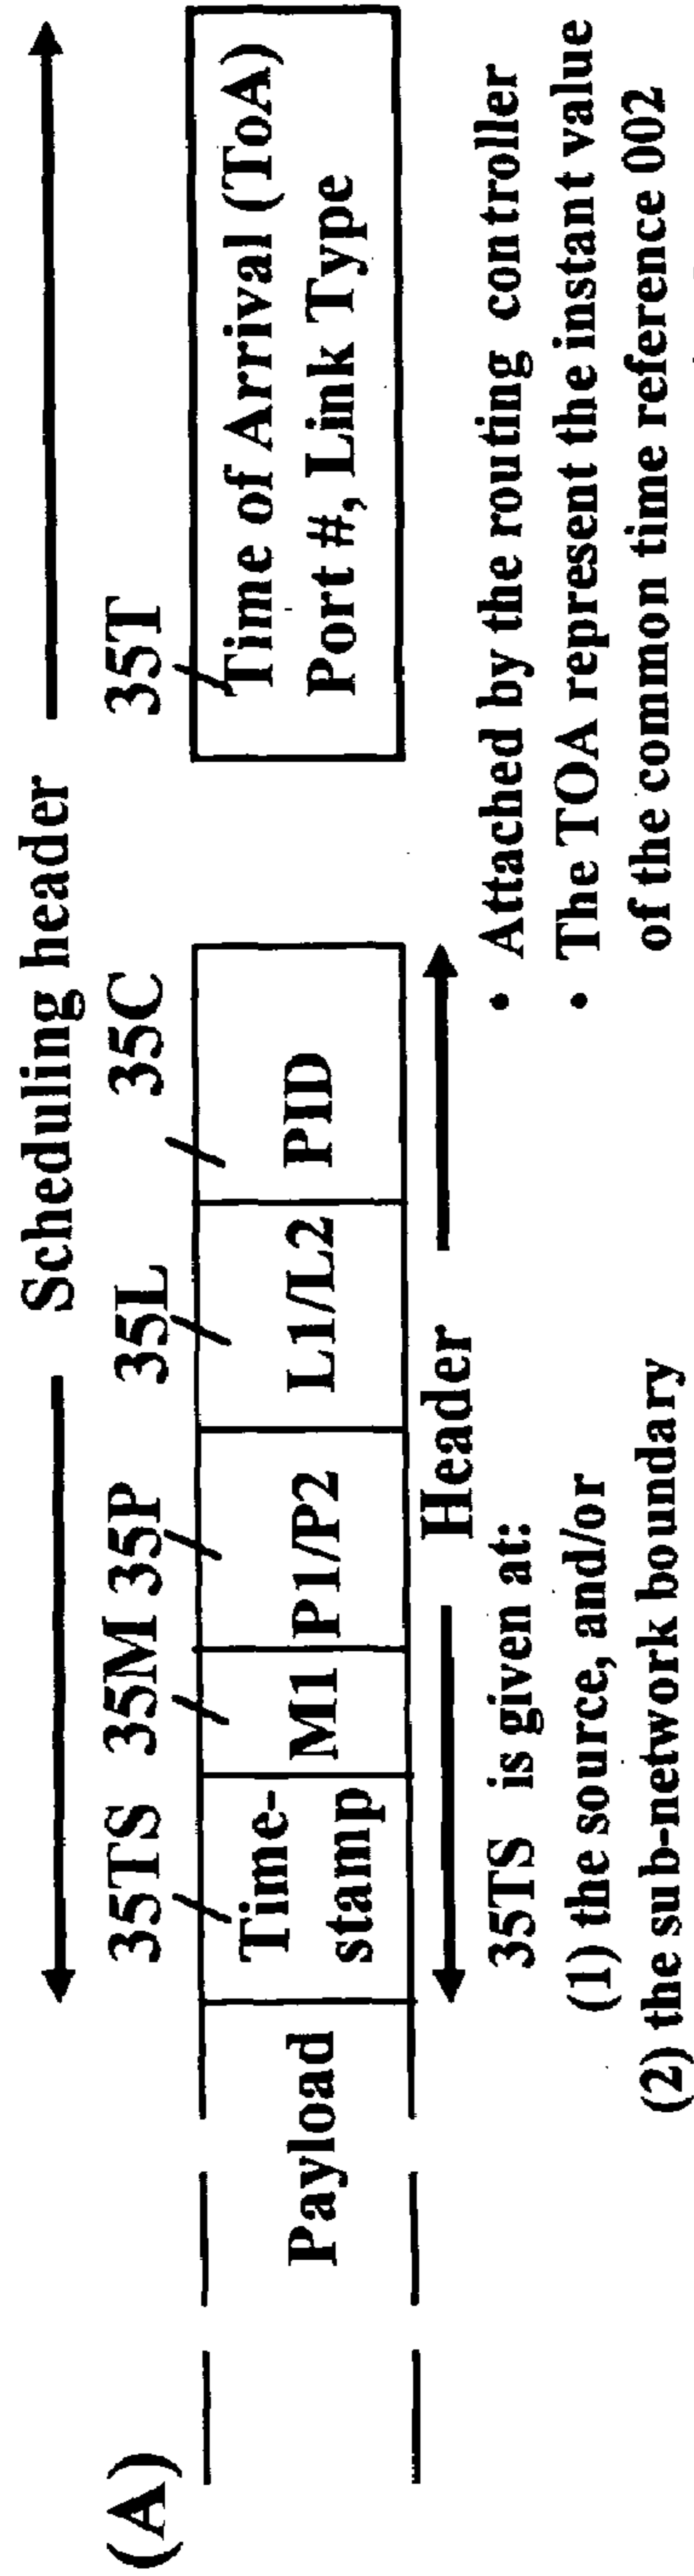 (A)
Scheduling header
35TS 35M 35P 35L 35C 35T
Payload
Time-
stamp
M1
P1/P2
L1/L2
PID
Time of Arrival (ToA)
Port #, Link Type
Header
35TS is given at:
(1) the source, and/or
(2) the sub-network boundary
• Attached by the routing controller
• The TOA represent the instant value
of the common time reference 002